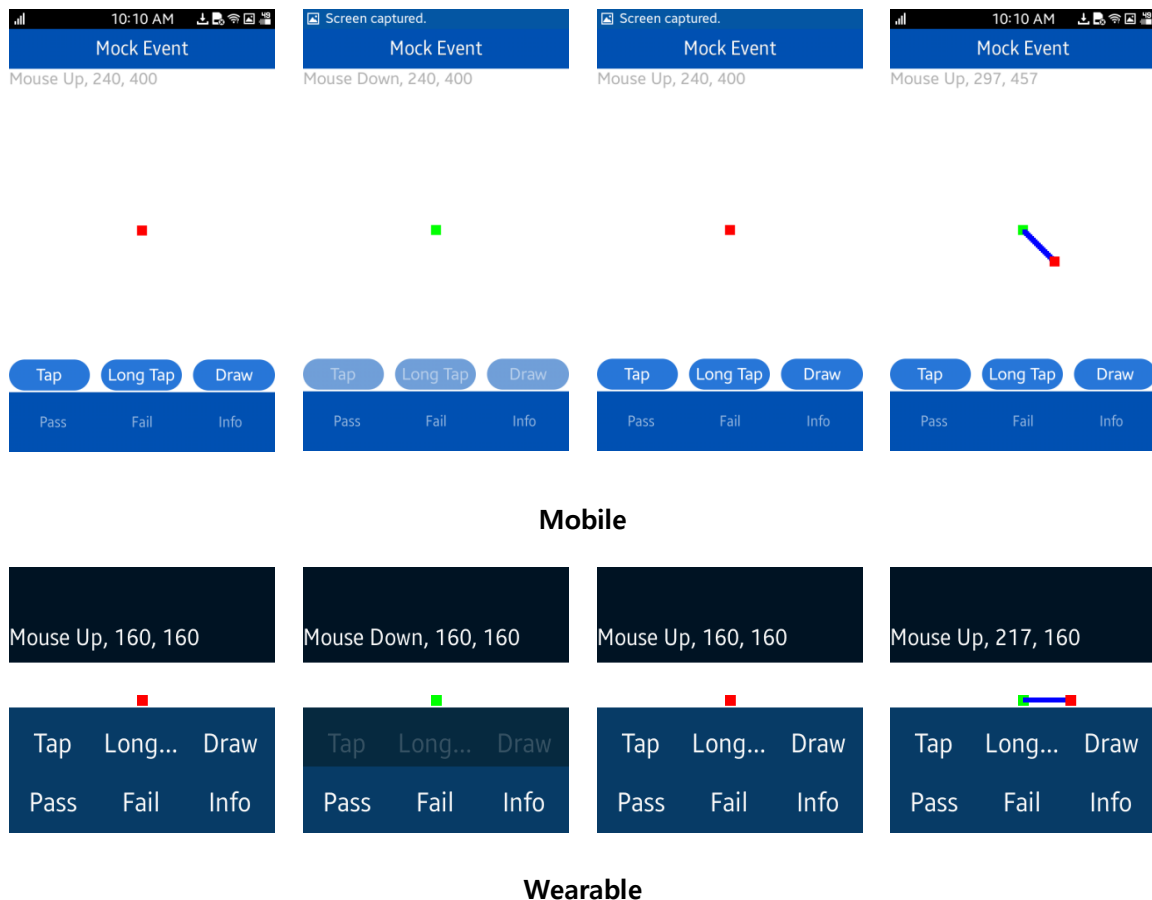 10:10 AM
Screen captured.
Screen captured.
10:10 AM
Mock Event
Mock Event
Mock Event
Mock Event
Mouse Up, 240, 400
Mouse Down, 240, 400
Mouse Up, 240, 400
Mouse Up, 297, 457
Tap Long Tap Draw
Tap Long Tap Draw
Tap Long Tap Draw
Tap Long Tap Draw
Pass Fail Info
Pass Fail Info
Pass Fail Info
Pass Fail Info
Mobile
Mouse Up, 160, 160
Mouse Down, 160, 160
Mouse Up, 160, 160
Mouse Up, 217, 160
Tap Long... Draw
Tap Long... Draw
Tap Long... Draw
Tap Long... Draw
Pass Fail Info
Pass Fail Info
Pass Fail Info
Pass Fail Info
Wearable